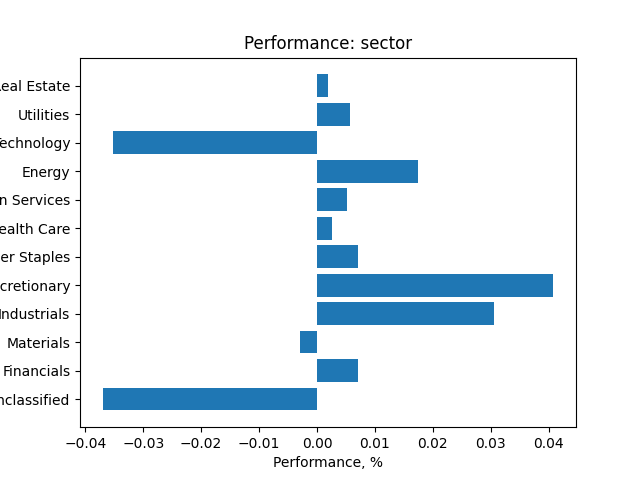 Performance: sector
eal Estate
Utilities
echnology
Energy
n Services
ealth Care
er Staples
cretionary
Industrials
Materials
Financials
nclassified
−0.04 −0.03 −0.02 −0.01 0.00 0.01 0.02 0.03 0.04
Performance, %